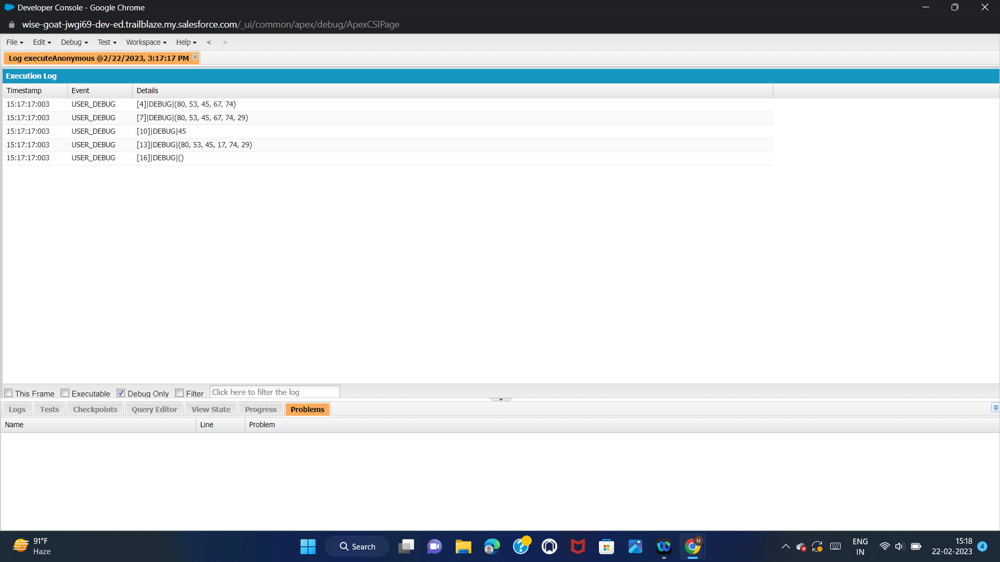 Developer Console - Google Chrome
wise-goat-jwgi69-dev-ed.trailblaze.my.salesforce.com/_ui/common/apex/debug/ApexCSIPage
File Edit Debug Test Workspace Help < >
Log executeAnonymous @2/22/2023, 3:17:17 PM
Execution Log
Timestamp Event Details
15:17:17:003 USER_DEBUG [4]|DEBUG|(80, 53, 45, 67, 74)
15:17:17:003 USER_DEBUG [7]|DEBUG|(80, 53, 45, 67, 74, 29)
15:17:17:003 USER_DEBUG [10]|DEBUG|45
15:17:17:003 USER_DEBUG [13]|DEBUG|(80, 53, 45, 17, 74, 29)
15:17:17:003 USER_DEBUG [16]|DEBUG|()
This Frame Executable Debug Only Filter Click here to filter the log
Logs Tests Checkpoints Query Editor View State Progress Problems
Name Line Problem
91°F
Haze
Search
N
ENG
IN
15:18
22-02-2023
4